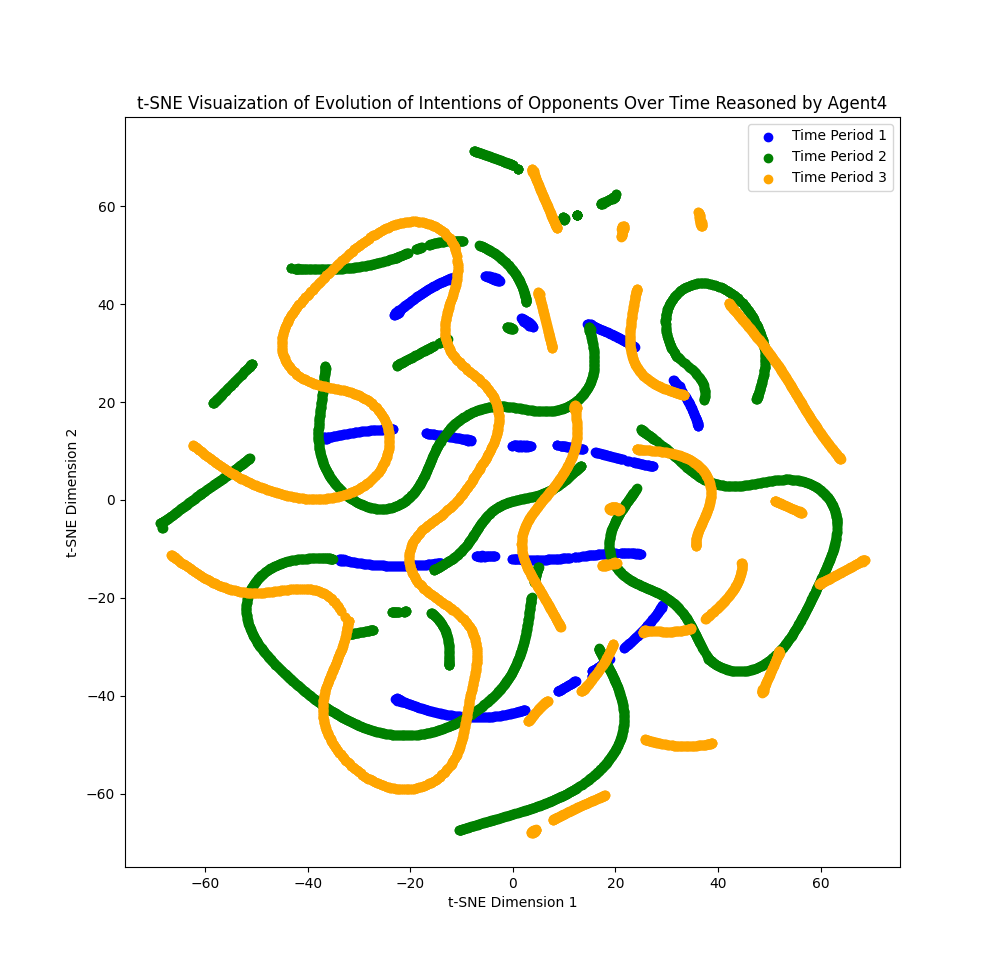 t-SNE Visuaization of Evolution of Intentions of Opponents Over Time Reasoned by Agent4
Time Period 1
Time Period 2
Time Period 3
60
40
20
0
−20
−40
−60
t-SNE Dimension 2
−60 −40 −20 0 20 40 60
t-SNE Dimension 1